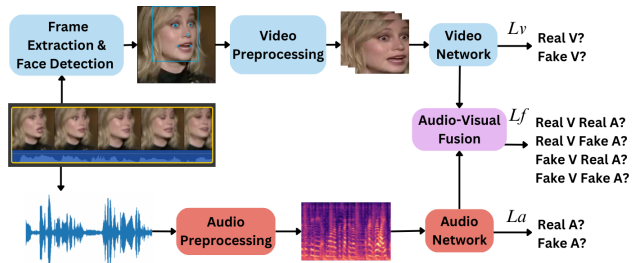 Frame
Extraction &
Face Detection
Video
Preprocessing
Video
Network
Lv
Real V?
Fake V?
Audio-Visual
Fusion
Lf
Real V Real A?
Real V Fake A?
Fake V Real A?
Fake V Fake A?
Audio
Preprocessing
Audio
Network
La
Real A?
Fake A?